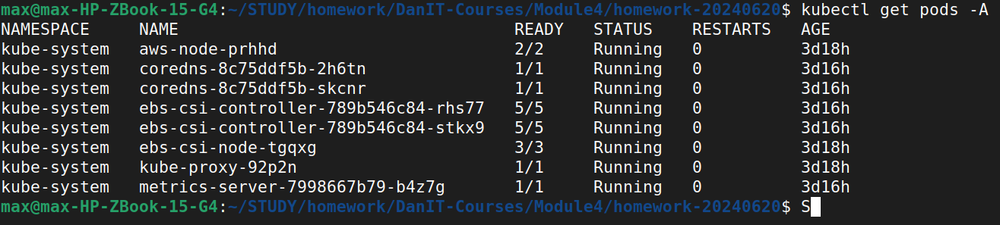 max@max-HP-ZBook-15-G4:~/STUDY/homework/DanIT-Courses/Module4/homework-20240620$ kubectl get pods -A
NAMESPACE     NAME                                  READY   STATUS    RESTARTS   AGE
kube-system   aws-node-prhhd                        2/2     Running   0          3d18h
kube-system   coredns-8c75ddf5b-2h6tn               1/1     Running   0          3d16h
kube-system   coredns-8c75ddf5b-skcnr               1/1     Running   0          3d16h
kube-system   ebs-csi-controller-789b546c84-rhs77   5/5     Running   0          3d16h
kube-system   ebs-csi-controller-789b546c84-stkx9   5/5     Running   0          3d16h
kube-system   ebs-csi-node-tgqxg                    3/3     Running   0          3d18h
kube-system   kube-proxy-92p2n                      1/1     Running   0          3d18h
kube-system   metrics-server-7998667b79-b4z7g       1/1     Running   0          3d16h
max@max-HP-ZBook-15-G4:~/STUDY/homework/DanIT-Courses/Module4/homework-20240620$ S